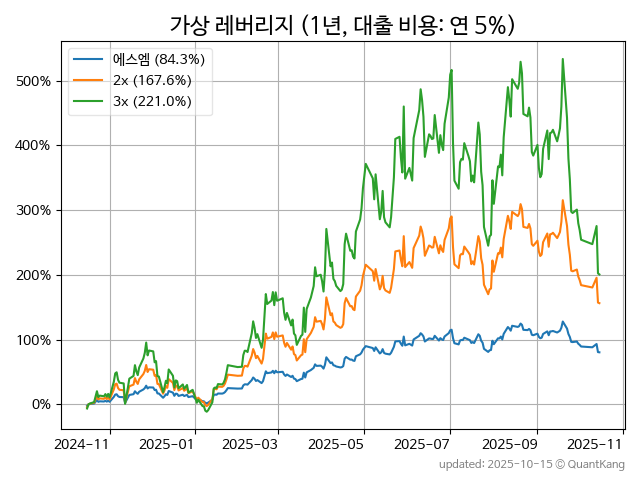 가상 레버리지 (1년, 대출 비용: 연 5%)
에스엠 (84.3%)
2x (167.6%)
3x (221.0%)
500%
400%
300%
200%
100%
0%
2024-11
2025-01
2025-03
2025-05
2025-07
2025-09
2025-11
updated: 2025-10-15 © QuantKang